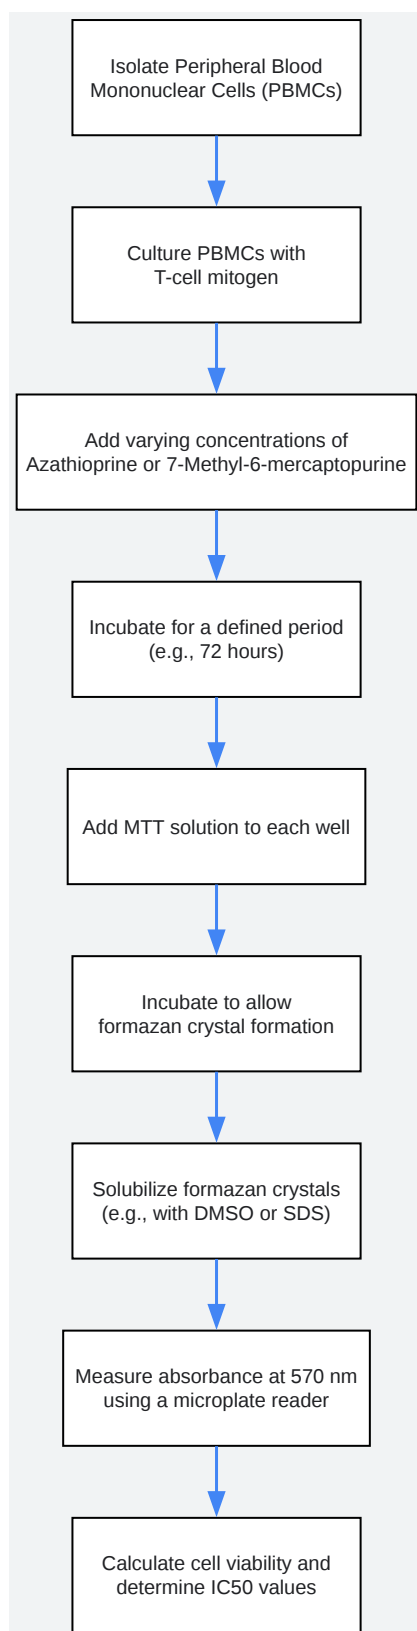 Isolate Peripheral Blood
Mononuclear Cells (PBMCs)
Culture PBMCs with
T-cell mitogen
Add varying concentrations of
Azathioprine or 7-Methyl-6-mercaptopurine
Incubate for a defined period
(e.g., 72 hours)
Add MTT solution to each well
Incubate to allow
formazan crystal formation
Solubilize formazan crystals
(e.g., with DMSO or SDS)
Measure absorbance at 570 nm
using a microplate reader
Calculate cell viability and
determine IC50 values